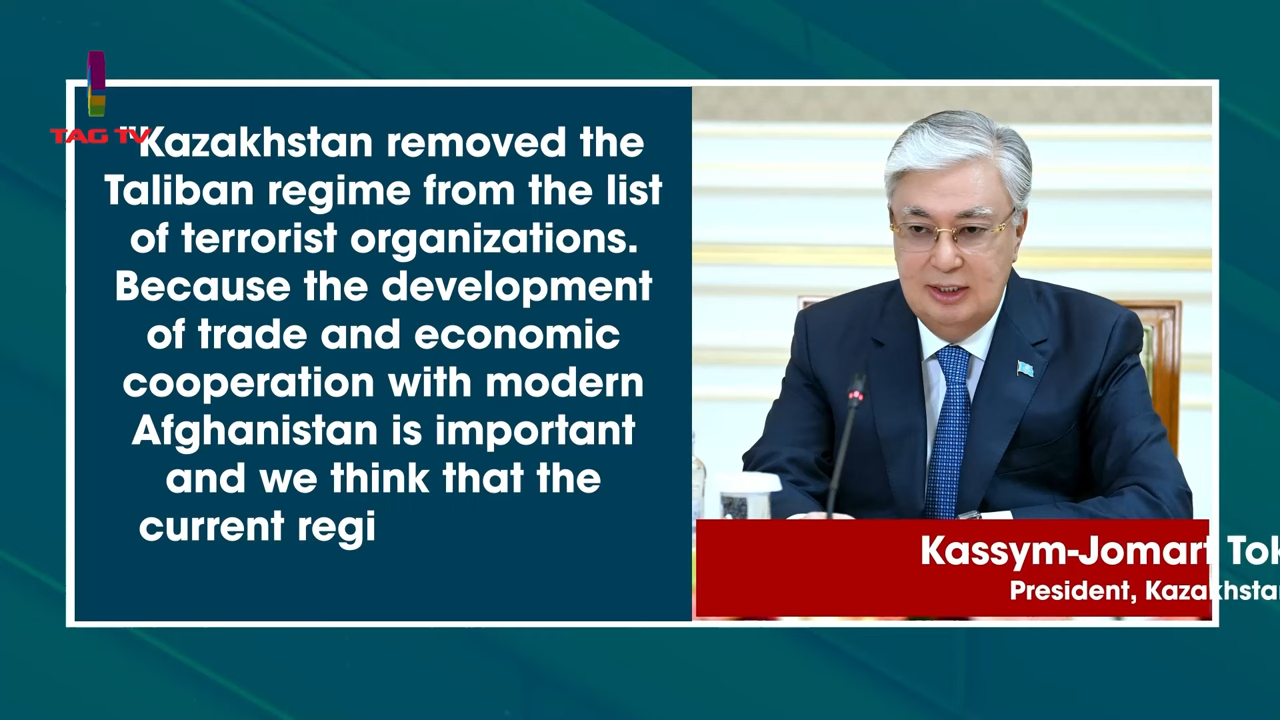 TAG TV
"Kazakhstan removed the
Taliban regime from the list
of terrorist organizations.
Because the development
of trade and economic
cooperation with modern
Afghanistan is important
and we think that the
current regi
Kassym-Jomart Tok
President, Kazakhstan